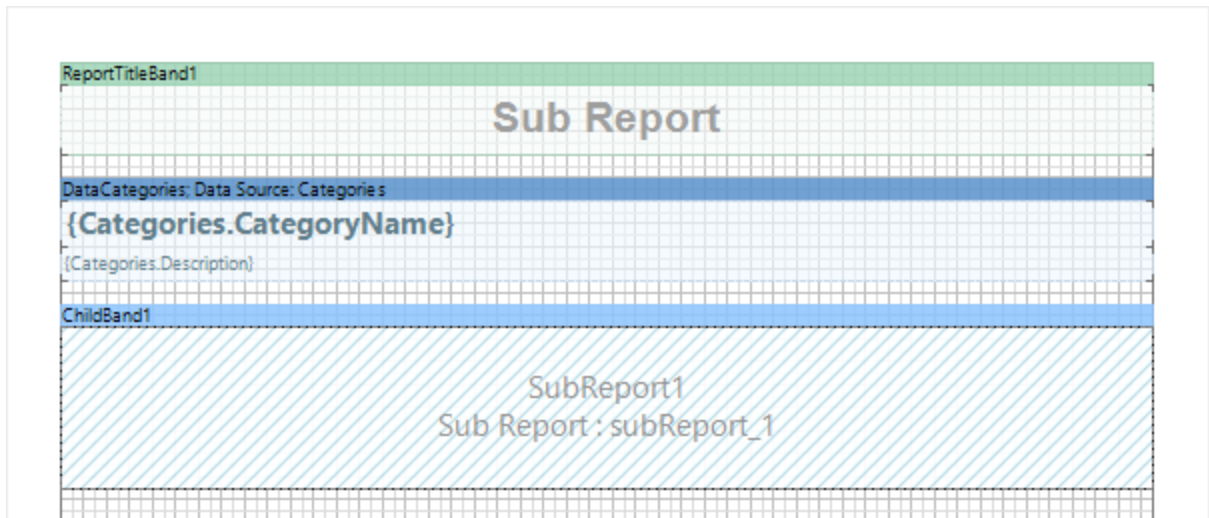 ReportTitleBand1
Sub Report
DataCategories; Data Source: Categories
{Categories.CategoryName}
{Categories.Description}
ChildBand1
SubReport1
Sub Report : subReport_1